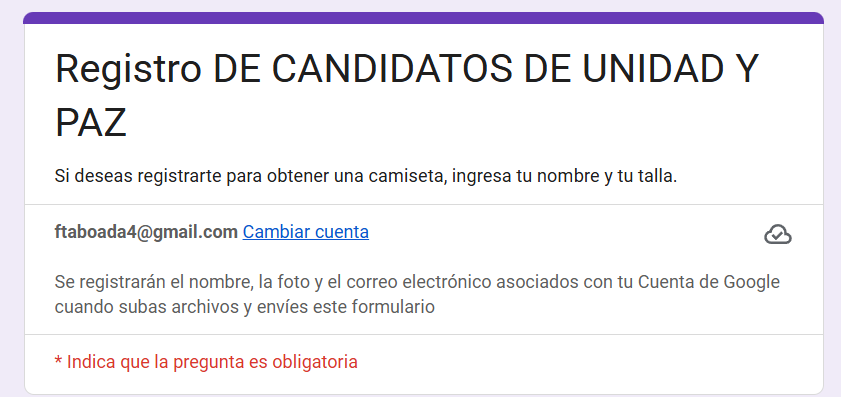 Registro DE CANDIDATOS DE UNIDAD Y
PAZ
Si deseas registrarte para obtener una camiseta, ingresa tu nombre y tu talla.
ftaboada4@gmail.com Cambiar cuenta
Se registrarán el nombre, la foto y el correo electrónico asociados con tu Cuenta de Google
cuando subas archivos y envíes este formulario
* Indica que la pregunta es obligatoria